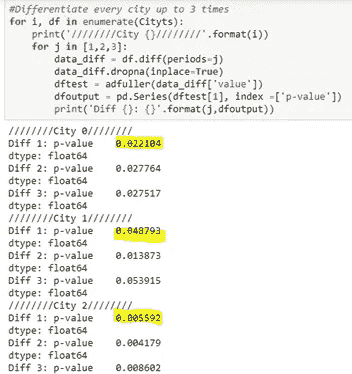 #Differentiate every city up to 3 times
for i, df in enumerate(Cityts):
    print('////////City {}////////'.format(i))
    for j in [1,2,3]:
        data_diff = df.diff(periods=j)
        data_diff.dropna(inplace=True)
        dftest = adfuller(data_diff['value'])
        dfoutput = pd.Series(dftest[1], index =['p-value'])
        print('Diff {}: {}'.format(j,dfoutput))
////////City 0////////
Diff 1: p-value    0.022104
dtype: float64
Diff 2: p-value    0.027764
dtype: float64
Diff 3: p-value    0.027517
dtype: float64
////////City 1////////
Diff 1: p-value    0.048793
dtype: float64
Diff 2: p-value    0.013873
dtype: float64
Diff 3: p-value    0.053915
dtype: float64
////////City 2////////
Diff 1: p-value    0.005592
dtype: float64
Diff 2: p-value    0.004179
dtype: float64
Diff 3: p-value    0.008602